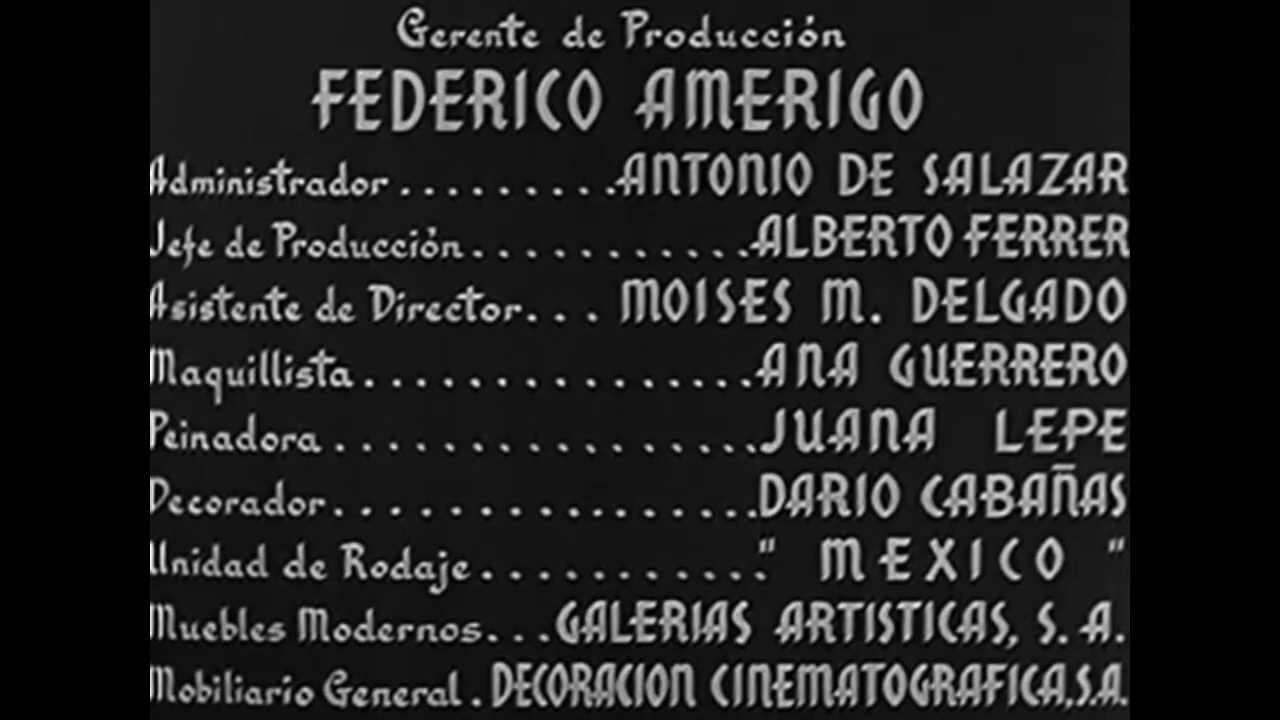 Gerente de Producción
FEDERICO AMERIGO
Administrador.........ANTONIO DE SALAZAR
Jefe de Producción...........ALBERTO FERRER
Asistente de Director... MOISES M. DELGADO
Maquillista...............ANA GUERRERO
Peinadora................JUANA LEPE
Decorador................DARIO CABAÑAS
Unidad de Rodaje..........." MEXICO "
Muebles Modernos...GALERIAS ARTISTICAS, S. A.
Mobiliario General.DECORACION CINEMATOGRAFICA,S.A.